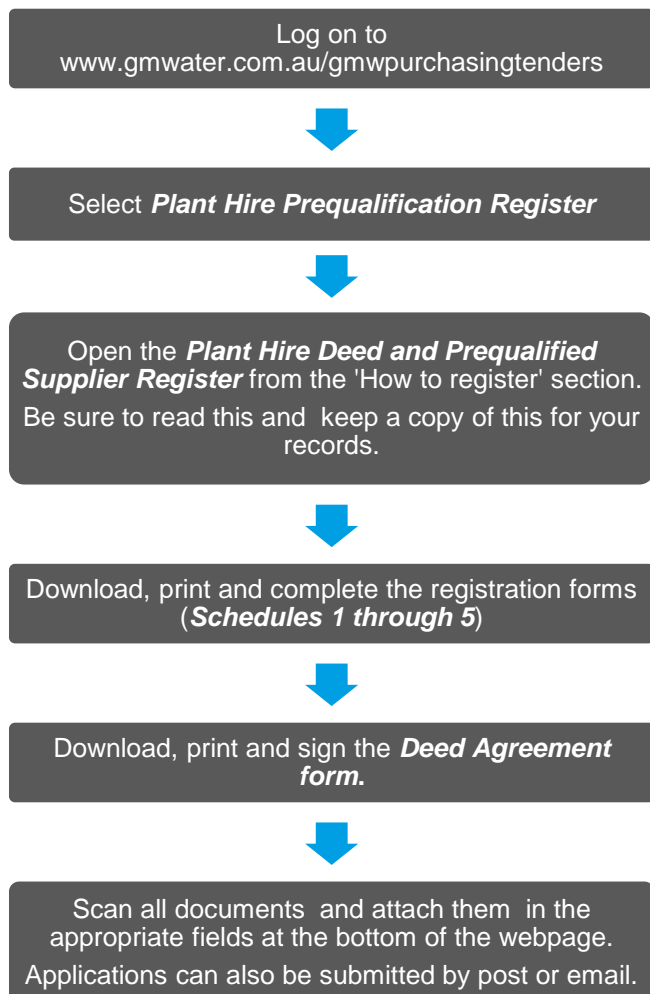 Log on to
www.gmwater.com.au/gmwpurchasingtenders
Select Plant Hire Prequalification Register
Open the Plant Hire Deed and Prequalified
Supplier Register from the 'How to register' section.
Be sure to read this and keep a copy of this for your
records.
Download, print and complete the registration forms
(Schedules 1 through 5)
Download, print and sign the Deed Agreement
form.
Scan all documents and attach them in the
appropriate fields at the bottom of the webpage.
Applications can also be submitted by post or email.